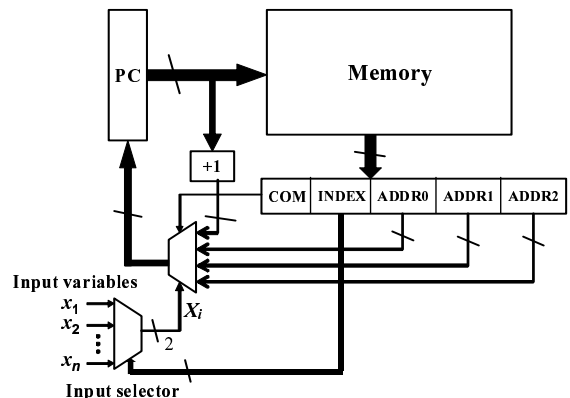 PC
Memory
+1
COM INDEX ADDR0 ADDR1 ADDR2
Input variables
x1
x2
xn
Xi
2
Input selector